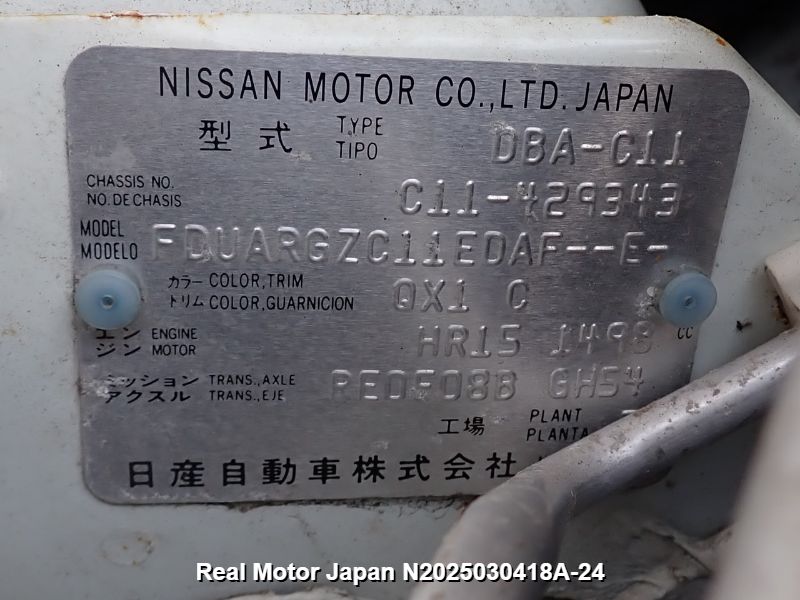 NISSAN MOTOR CO.,LTD. JAPAN
型式 TYPE TIPO DBA-C11
CHASSIS NO. NO. DE CHASIS C11-429343
MODEL MODELO FDUARGZC11EDAF--E-
カラー COLOR,TRIM
トリム COLOR,GUARNICION QX1 C
エンジン ENGINE MOTOR HR15 1498 CC
ミッション TRANS.,AXLE
アクスル TRANS.,EJE RE0F08B GH54
工場 PLANT PLANTA
日産自動車株式会社
Real Motor Japan N2025030418A-24